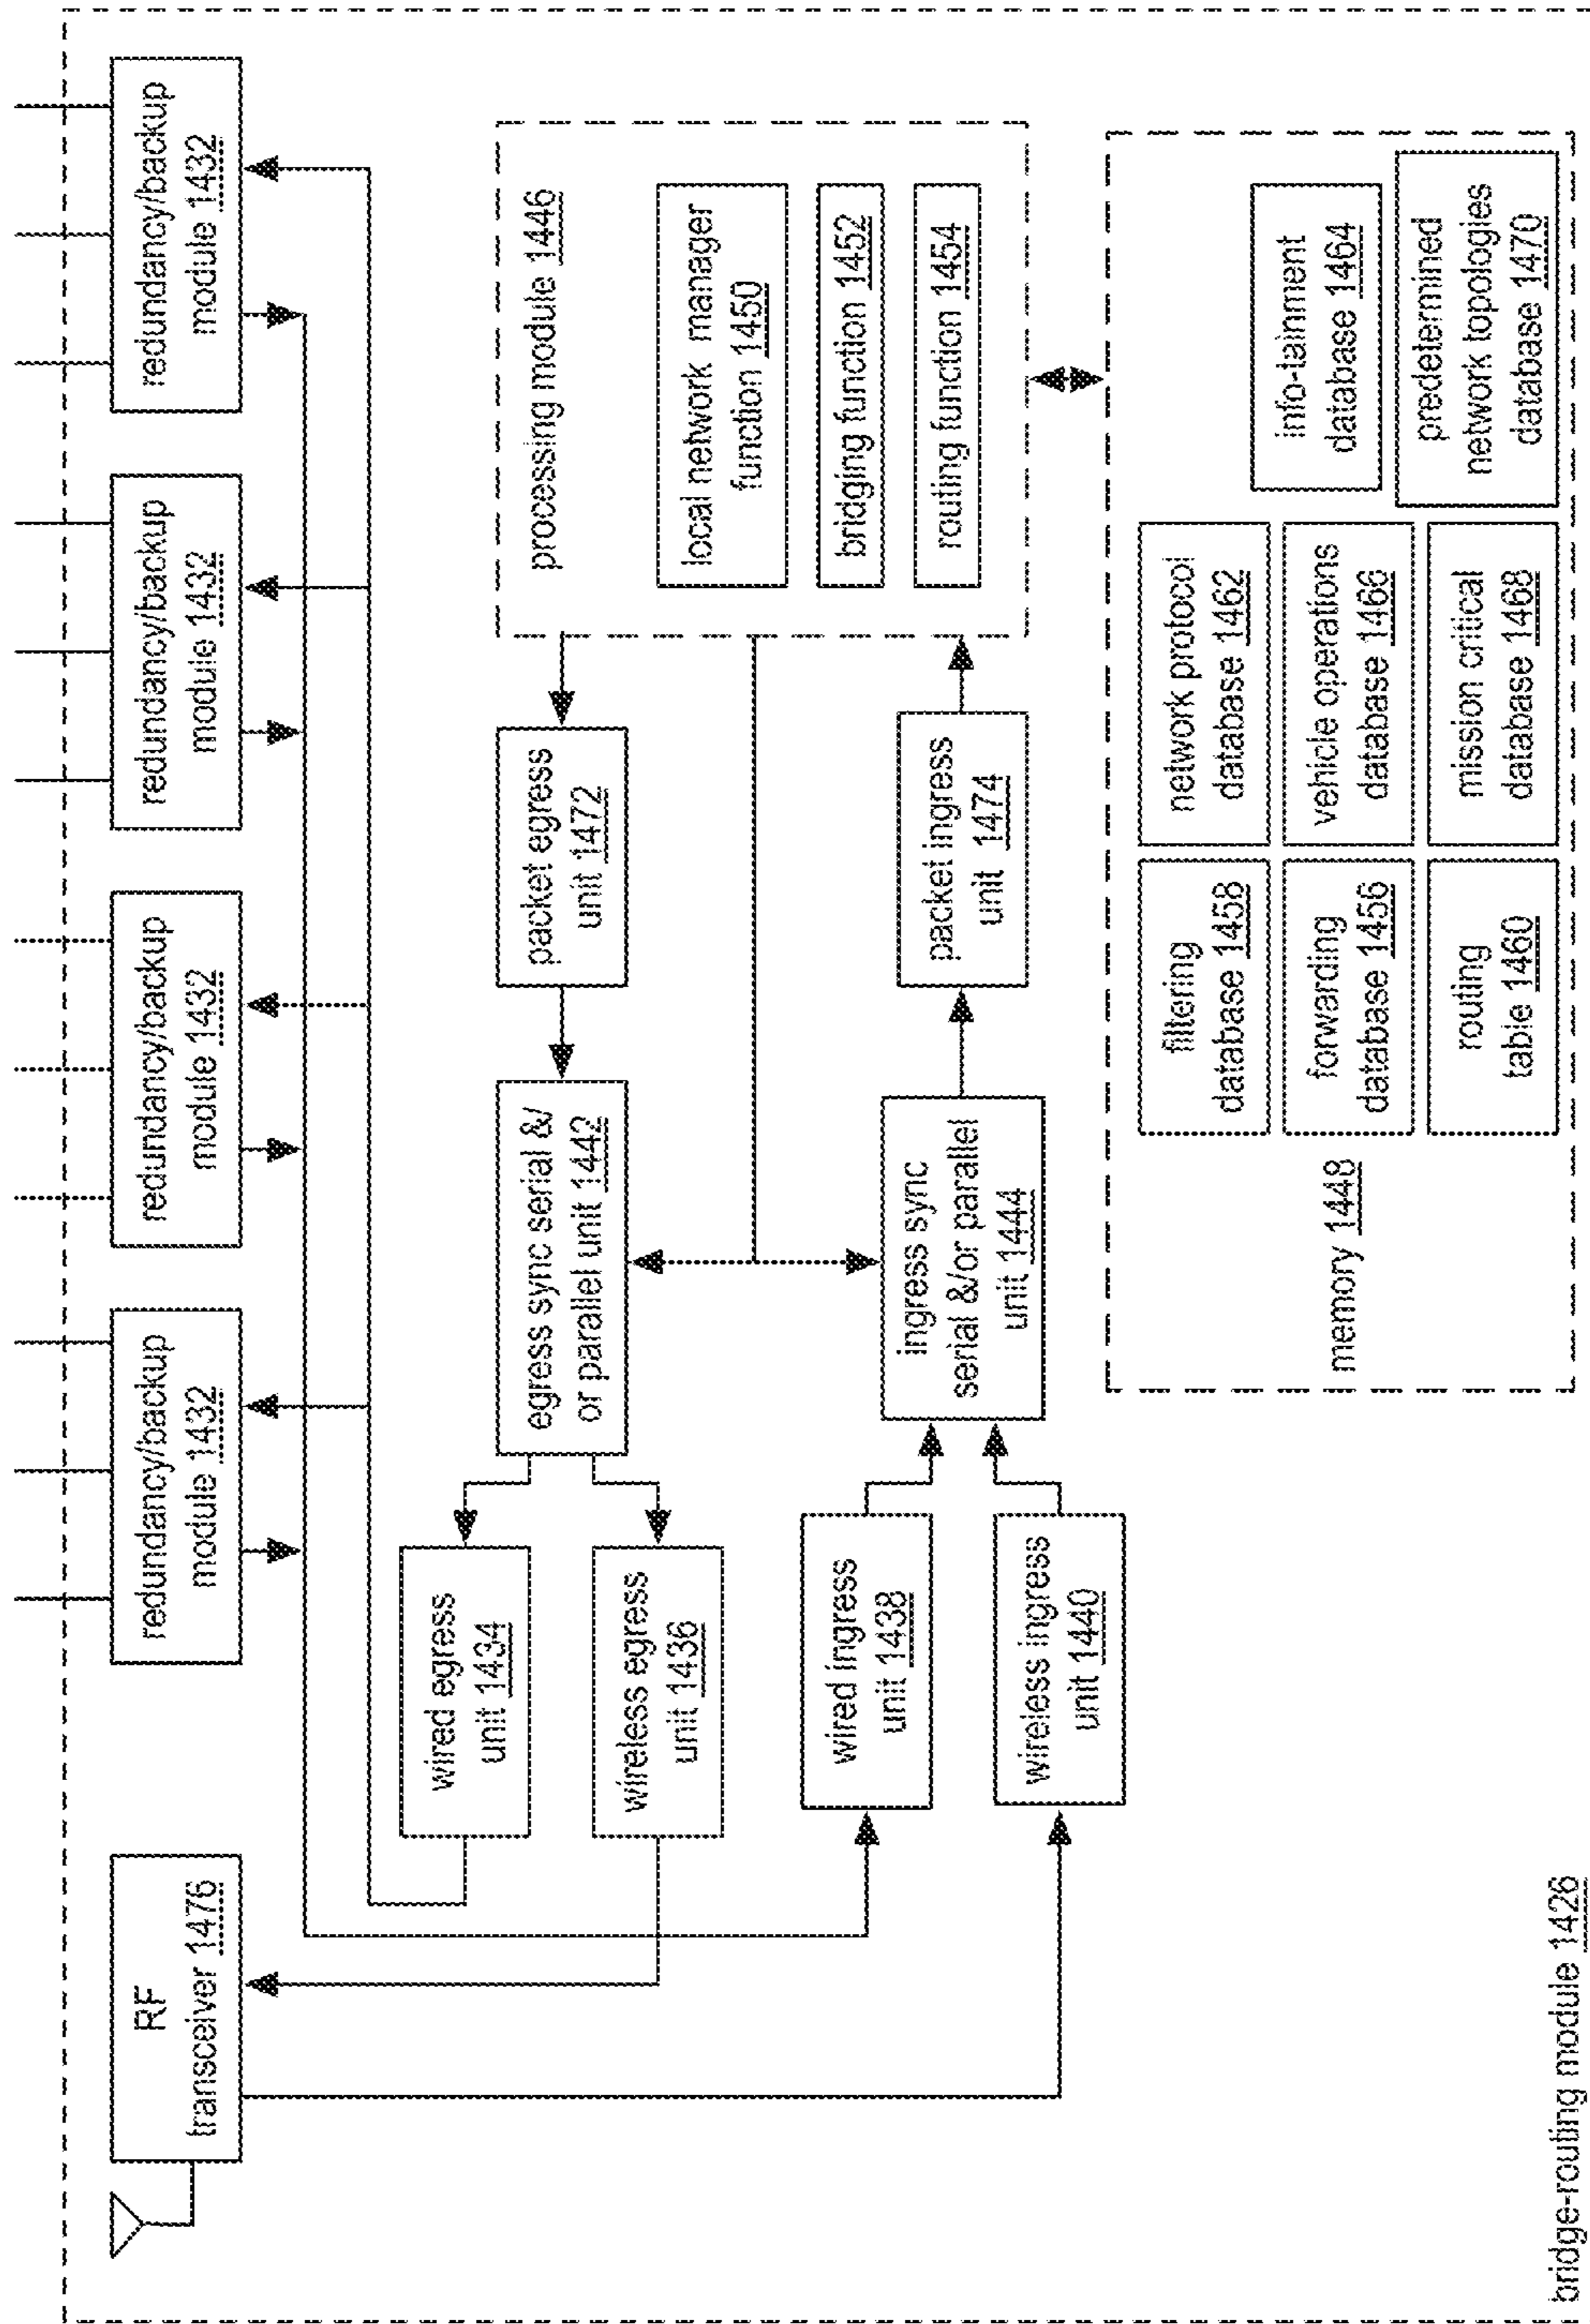 RF
transceiver 1476
redundancy/backup
module 1432
redundancy/backup
module 1432
redundancy/backup
module 1432
redundancy/backup
module 1432
wired egress
unit 1434
wireless egress
unit 1436
egress sync serial &/
or parallel unit 1442
packet egress
unit 1472
processing module 1446
local network manager
function 1450
bridging function 1452
routing function 1454
wired ingress
unit 1438
wireless ingress
unit 1440
ingress sync
serial &/or parallel
unit 1444
packet ingress
unit 1474
memory 1448
filtering
database 1458
network protocol
database 1462
forwarding
database 1456
vehicle operations
database 1466
info-tainment
database 1464
routing
table 1460
mission critical
database 1468
predetermined
network topologies
database 1470
bridge-routing module 1426